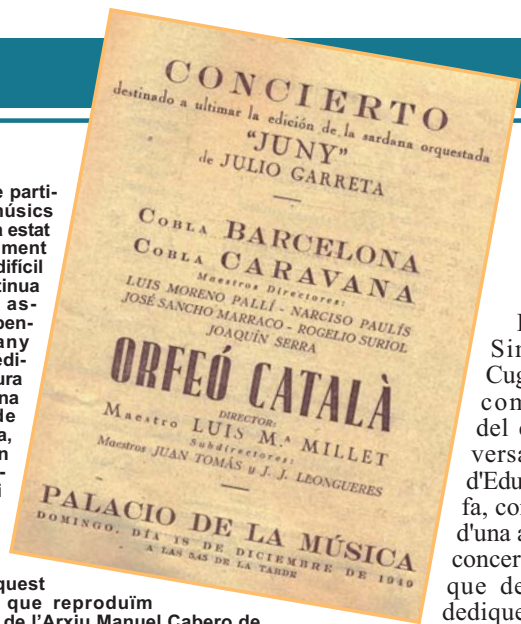 e parti-
músics
a estat
ment
difícil
tinua
as-
pen-
any
edi-
ura
na
de
a,
n
-
i
quest
que reproduïm
de l'Arxiu Manuel Cabero de
CONCIERTO
destinado a ultimar la edición de la sardana orquestada
"JUNY"
de JULIO GARRETA
COBLA BARCELONA
COBLA CARAVANA
Maestros Directores:
LUIS MORENO PALLÍ - NARCISO PAULÍS
JOSÉ SANCHO MARRACO - ROGELIO SURIOL
JOAQUÍN SERRA
ORFEÓ CATALÀ
DIRECTOR:
Maestro LUIS M.ª MILLET
Subdirectores:
Maestros JUAN TOMÁS y J. J. LLONGUERES
PALACIO DE LA MÚSICA
DOMINGO, DÍA 18 DE DICIEMBRE DE 1949
A LAS 5,45 DE LA TARDE
Sin
Cug
com
del
versa
d'Edu
fa, con
d'una a
concer
que de
dedique